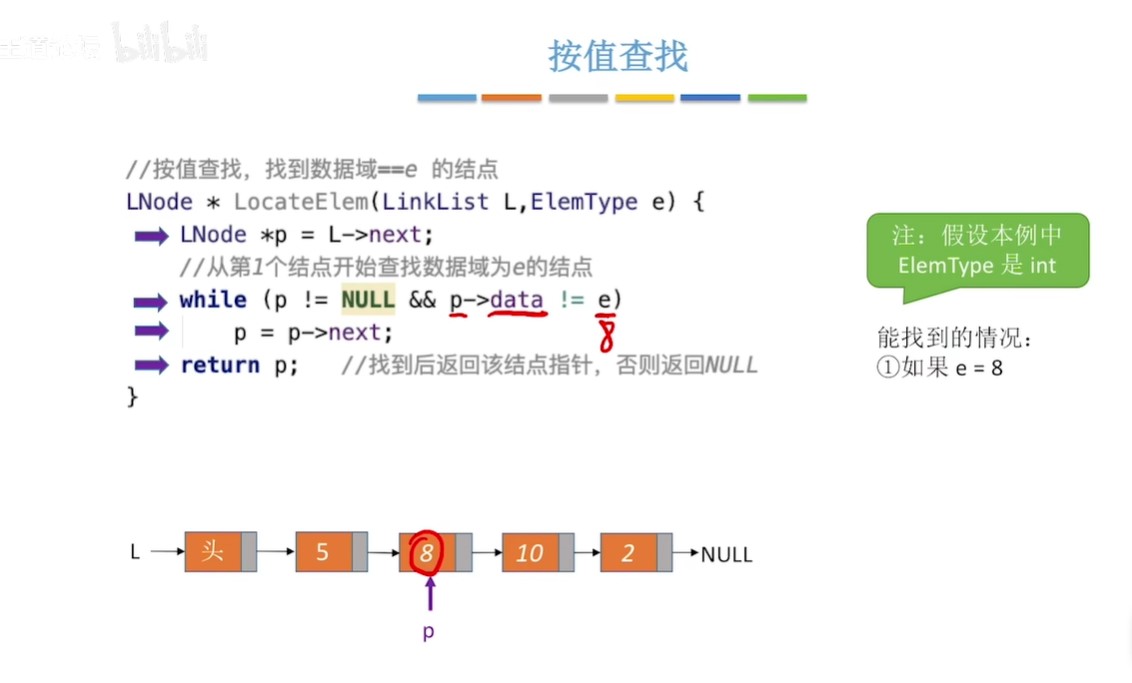 bilibili
按值查找
//按值查找，找到数据域==e 的结点
LNode * LocateElem(LinkList L,ElemType e) {
LNode *p = L->next;
//从第1个结点开始查找数据域为e的结点
while (p != NULL && p->data != e)
8
p = p->next;
return p; //找到后返回该结点指针，否则返回NULL
}
注：假设本例中
ElemType 是 int
能找到的情况：
①如果 e = 8
L 头 5 8 10 2 NULL
p